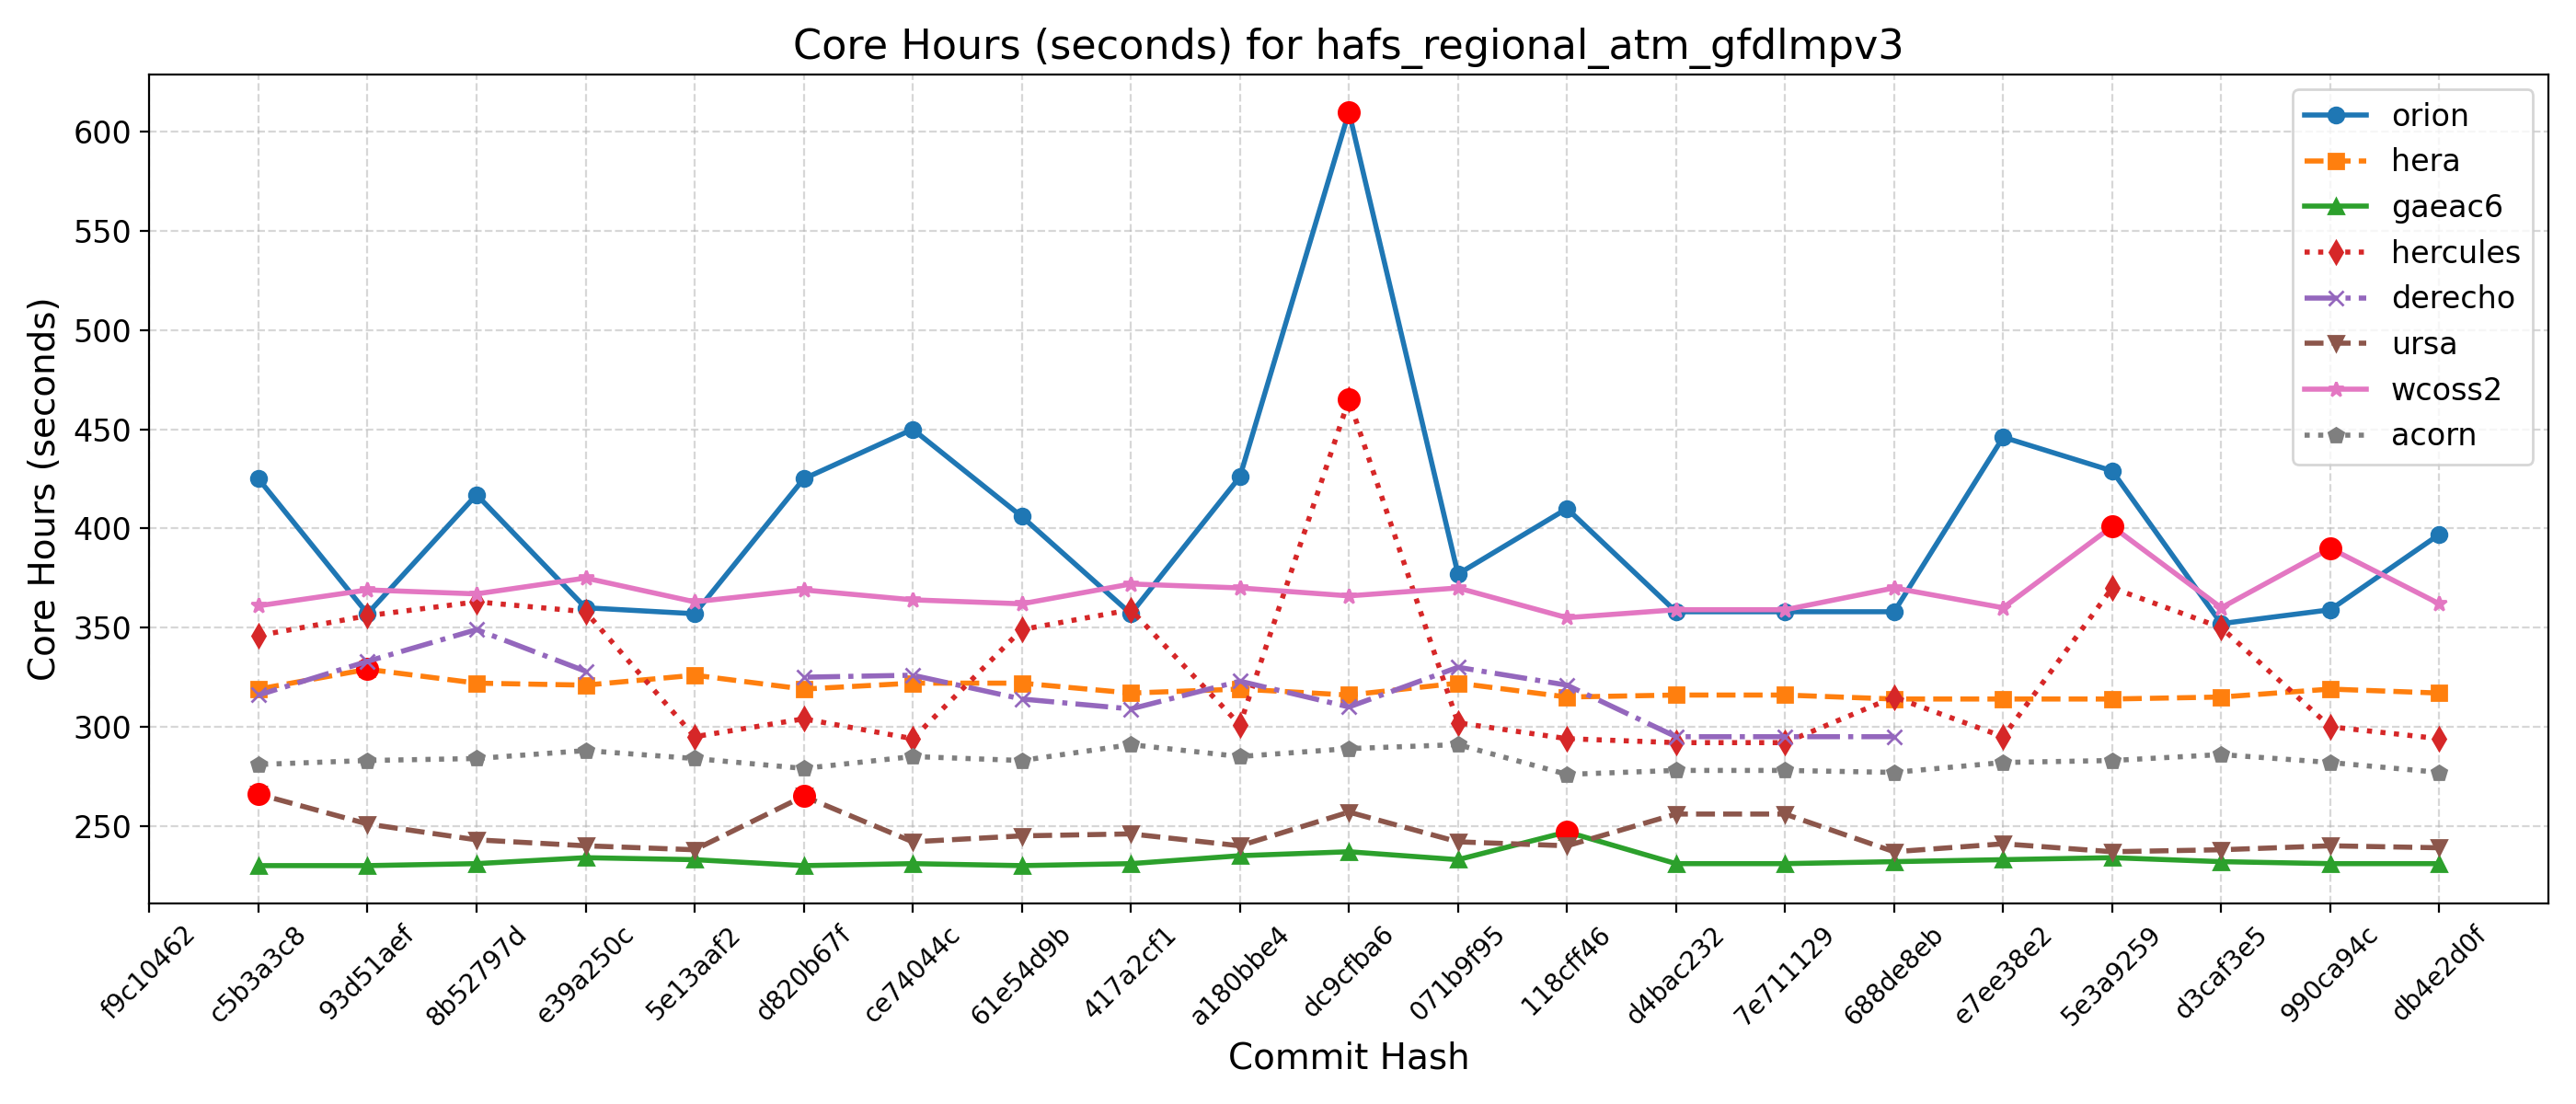 Core Hours (seconds) for hafs_regional_atm_gfdlmpv3
Core Hours (seconds)
600
550
500
450
400
350
300
250
orion
hera
gaeac6
hercules
derecho
ursa
wcoss2
acorn
f9c10462
c5b3a3c8
93d51aef
8b52797d
e39a250c
5e13aaf2
d820b67f
ce74044c
61e54d9b
417a2cf1
a180bbe4
dc9cfba6
071b9f95
118cff46
d4bac232
7e711129
688de8eb
e7ee38e2
5e3a9259
d3caf3e5
990ca94c
db4e2d0f
Commit Hash